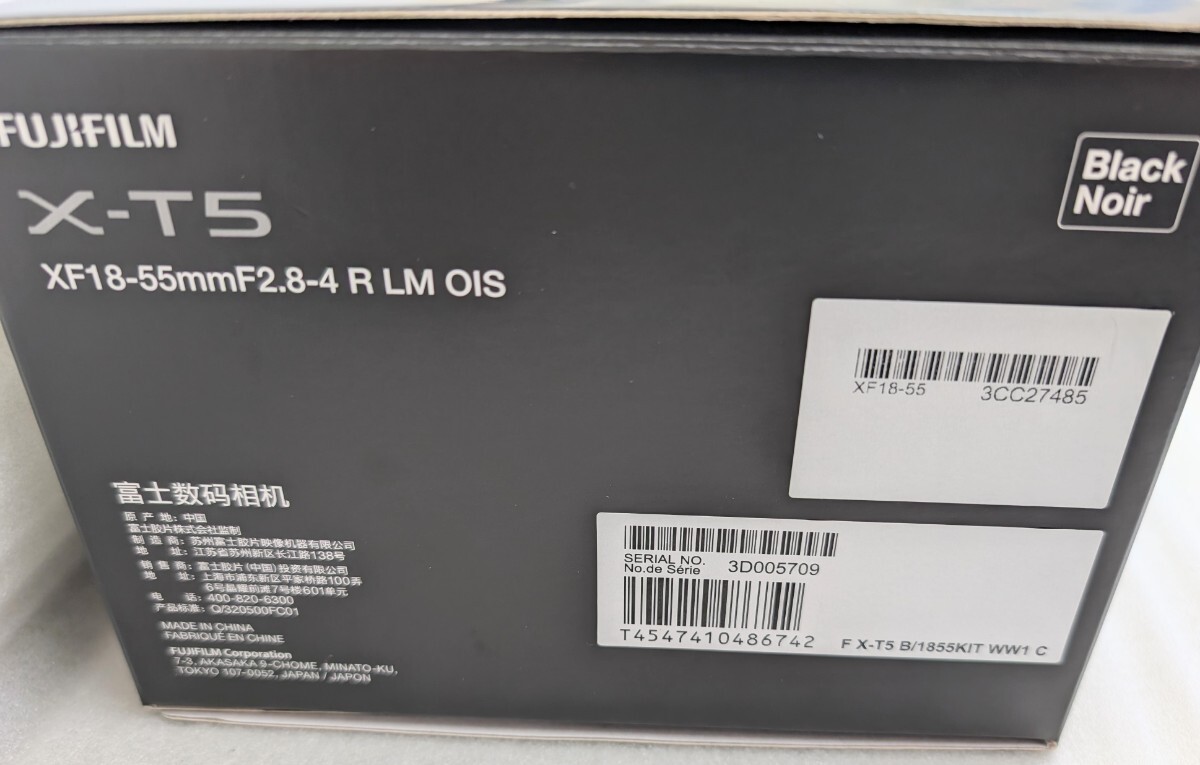 FUJIFILM
X-T5
XF18-55mmF2.8-4 R LM OIS
Black
Noir
XF18-55 3CC27485
富士数码相机
原 产 地: 中国
富士胶片株式会社监制
制 造 商: 苏州富士胶片映像机器有限公司
地 址: 江苏省苏州新区长江路138号
销 售 商: 富士胶片(中国)投资有限公司
地 址: 上海市浦东新区平家桥路100弄
6号晶耀前滩7号楼601单元
电 话: 400-820-6300
产品标准: Q/320500FC01
MADE IN CHINA
FABRIQUÉ EN CHINE
FUJIFILM Corporation
7-3, AKASAKA 9-CHOME, MINATO-KU,
TOKYO 107-0052, JAPAN / JAPON
SERIAL NO.
No.de Série 3D005709
T4547410486742 F X-T5 B/1855KIT WW1 C